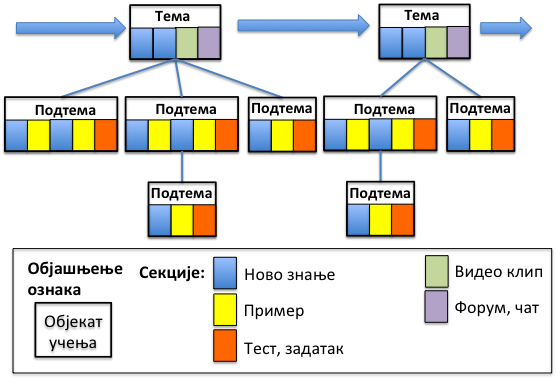 Тема
Тема
Подтема
Подтема
Подтема
Подтема
Подтема
Подтема
Подтема
Објашњење
ознака
Објекат
учења
Секције:
Ново знање
Пример
Тест, задатак
Видео клип
Форум, чат